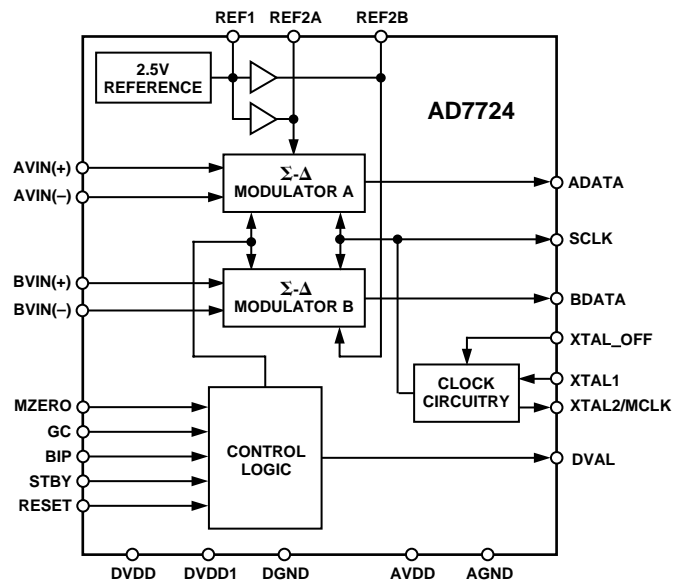 REF1 REF2A REF2B
2.5V
REFERENCE
AD7724
AVIN(+)
AVIN(–)
Σ-Δ
MODULATOR A
ADATA
SCLK
BVIN(+)
BVIN(–)
Σ-Δ
MODULATOR B
BDATA
XTAL_OFF
CLOCK
CIRCUITRY
XTAL1
XTAL2/MCLK
MZERO
GC
BIP
STBY
RESET
CONTROL
LOGIC
DVAL
DVDD DVDD1 DGND AVDD AGND